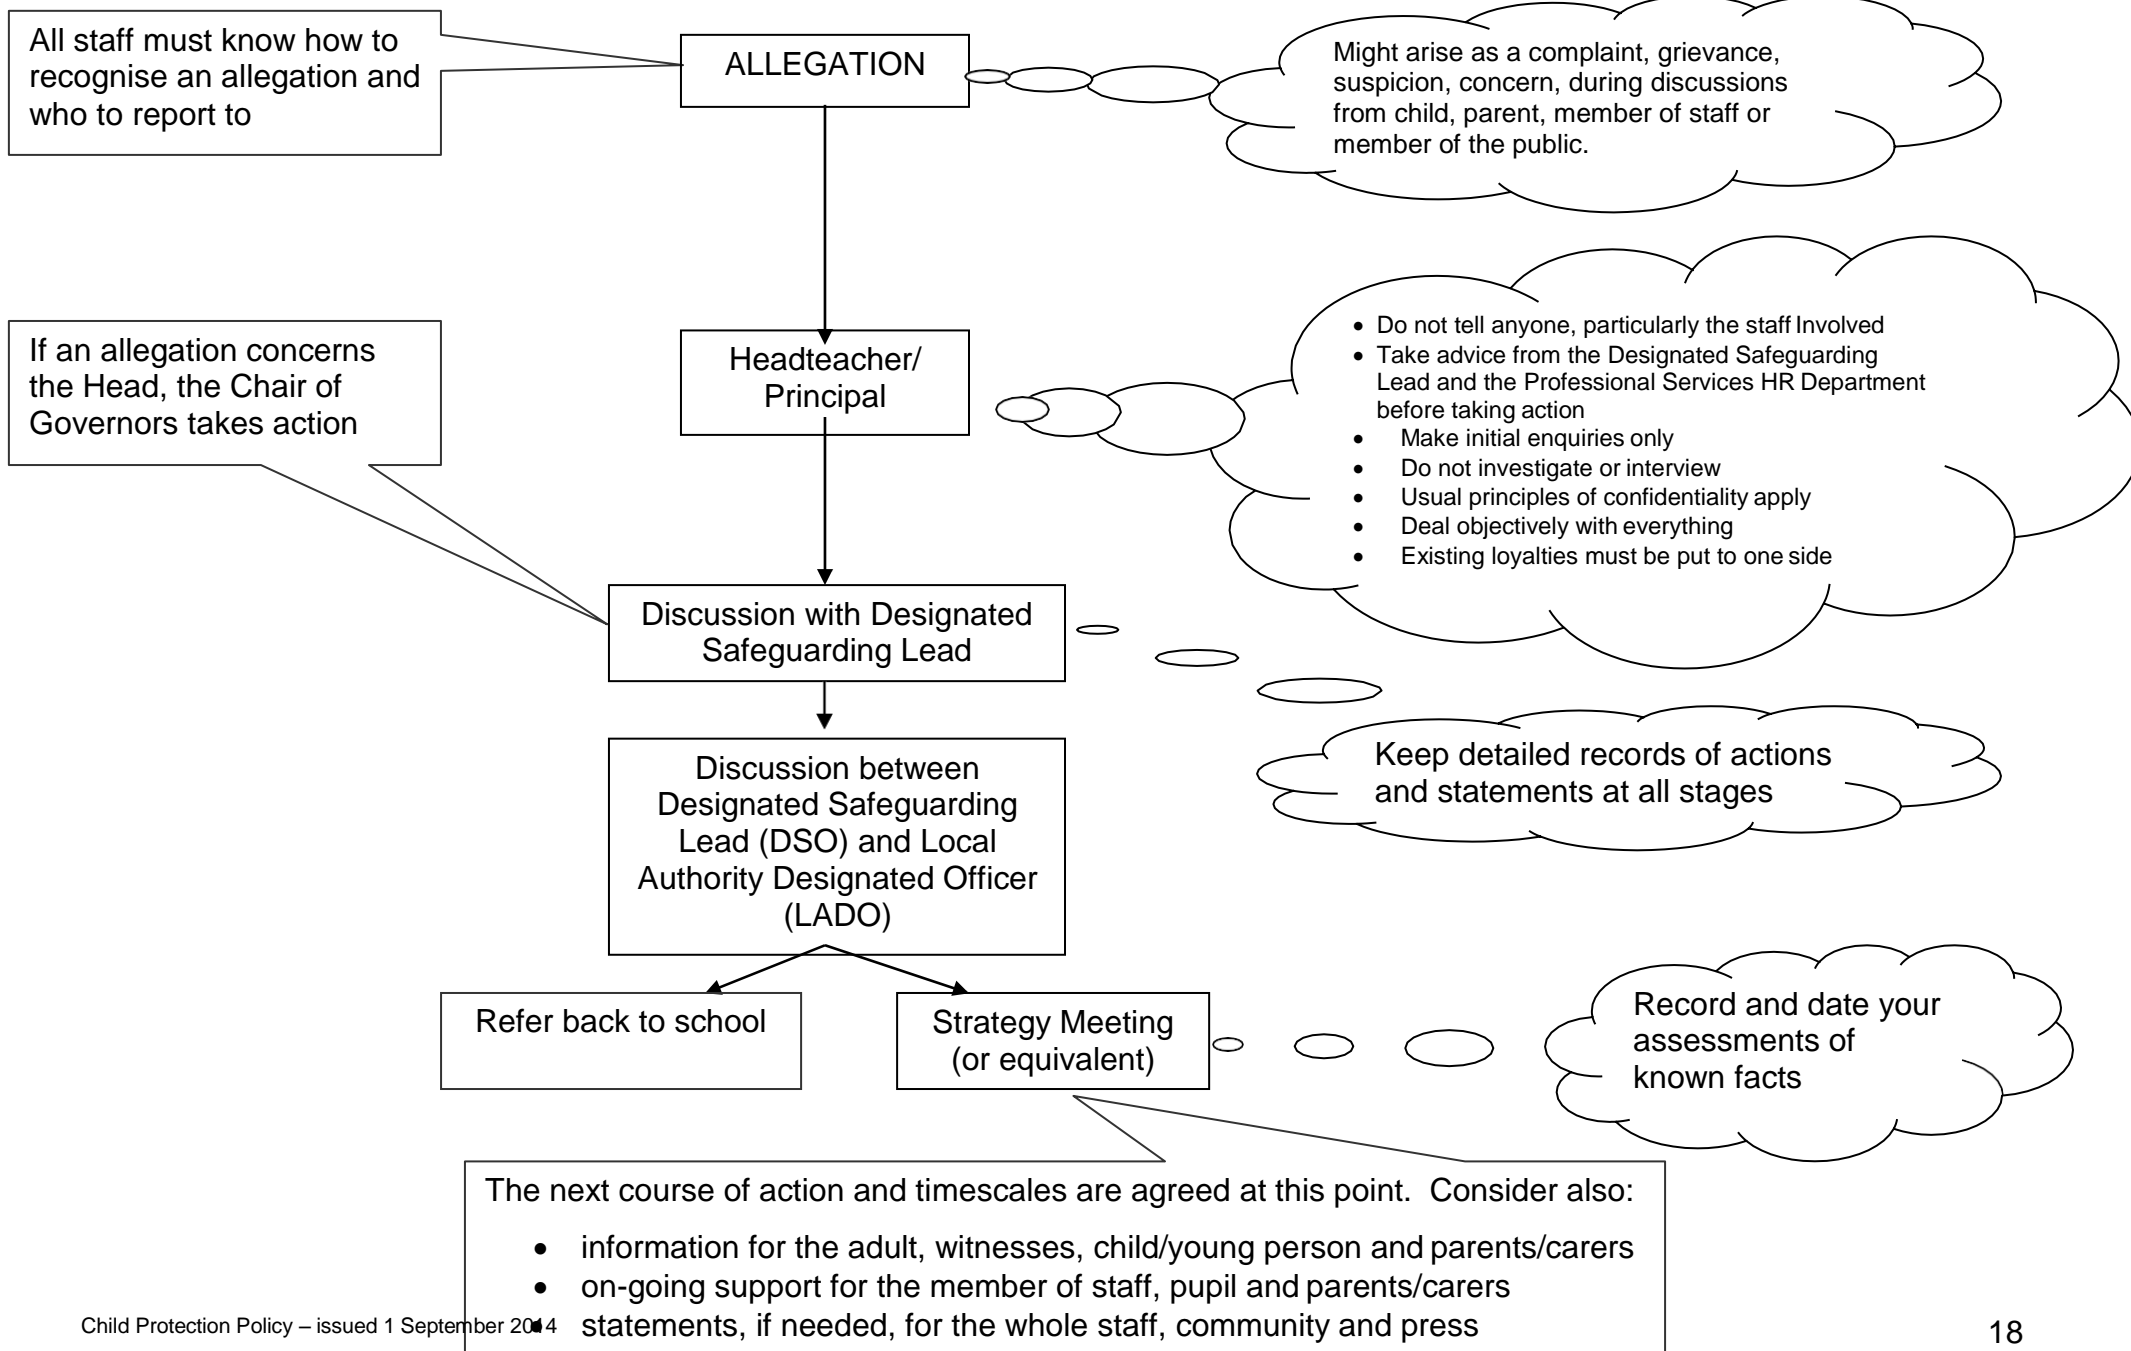 All staff must know how to
recognise an allegation and
who to report to
ALLEGATION
Might arise as a complaint, grievance,
suspicion, concern, during discussions
from child, parent, member of staff or
member of the public.
If an allegation concerns
the Head, the Chair of
Governors takes action
Headteacher/
Principal
• Do not tell anyone, particularly the staff Involved
• Take advice from the Designated Safeguarding
Lead and the Professional Services HR Department
before taking action
• Make initial enquiries only
• Do not investigate or interview
• Usual principles of confidentiality apply
• Deal objectively with everything
• Existing loyalties must be put to one side
Discussion with Designated
Safeguarding Lead
Keep detailed records of actions
and statements at all stages
Discussion between
Designated Safeguarding
Lead (DSO) and Local
Authority Designated Officer
(LADO)
Refer back to school
Strategy Meeting
(or equivalent)
Record and date your
assessments of
known facts
The next course of action and timescales are agreed at this point. Consider also:
• information for the adult, witnesses, child/young person and parents/carers
• on-going support for the member of staff, pupil and parents/carers
• statements, if needed, for the whole staff, community and press
Child Protection Policy – issued 1 September 2014
18